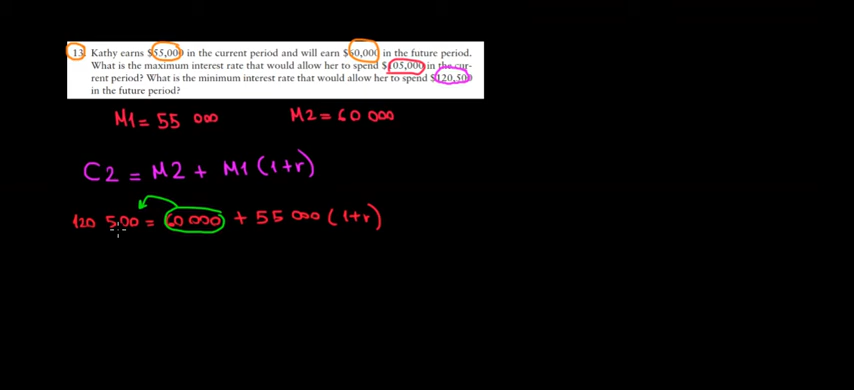 13. Kathy earns $55,000 in the current period and will earn $60,000 in the future period.
What is the maximum interest rate that would allow her to spend $105,000 in the cur-
rent period? What is the minimum interest rate that would allow her to spend $120,500
in the future period?
M1 = 55 000 M2 = 60 000
C2 = M2 + M1 (1+r)
120 500 = 60 000 + 55 000 (1+r)